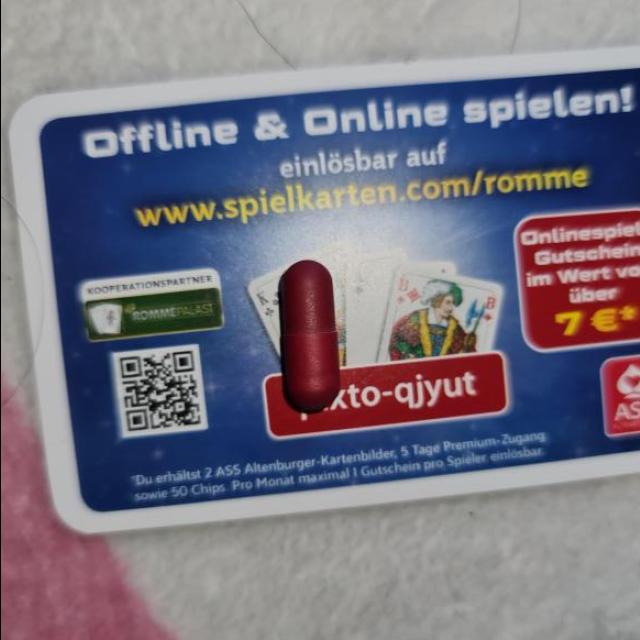 Offline & Online spielen!
einlösbar auf
www.spielkarten.com/romme
Onlinespiel
Gutschein
im Wert vo
über
7 €*
KOOPERATIONSPARTNER
ROMMÉPALAST
K
B
B
xto-qjyut
AS
*Du erhältst 2 ASS Altenburger-Kartenbilder, 5 Tage Premium-Zugang
sowie 50 Chips. Pro Monat maximal 1 Gutschein pro Spieler einlösbar.